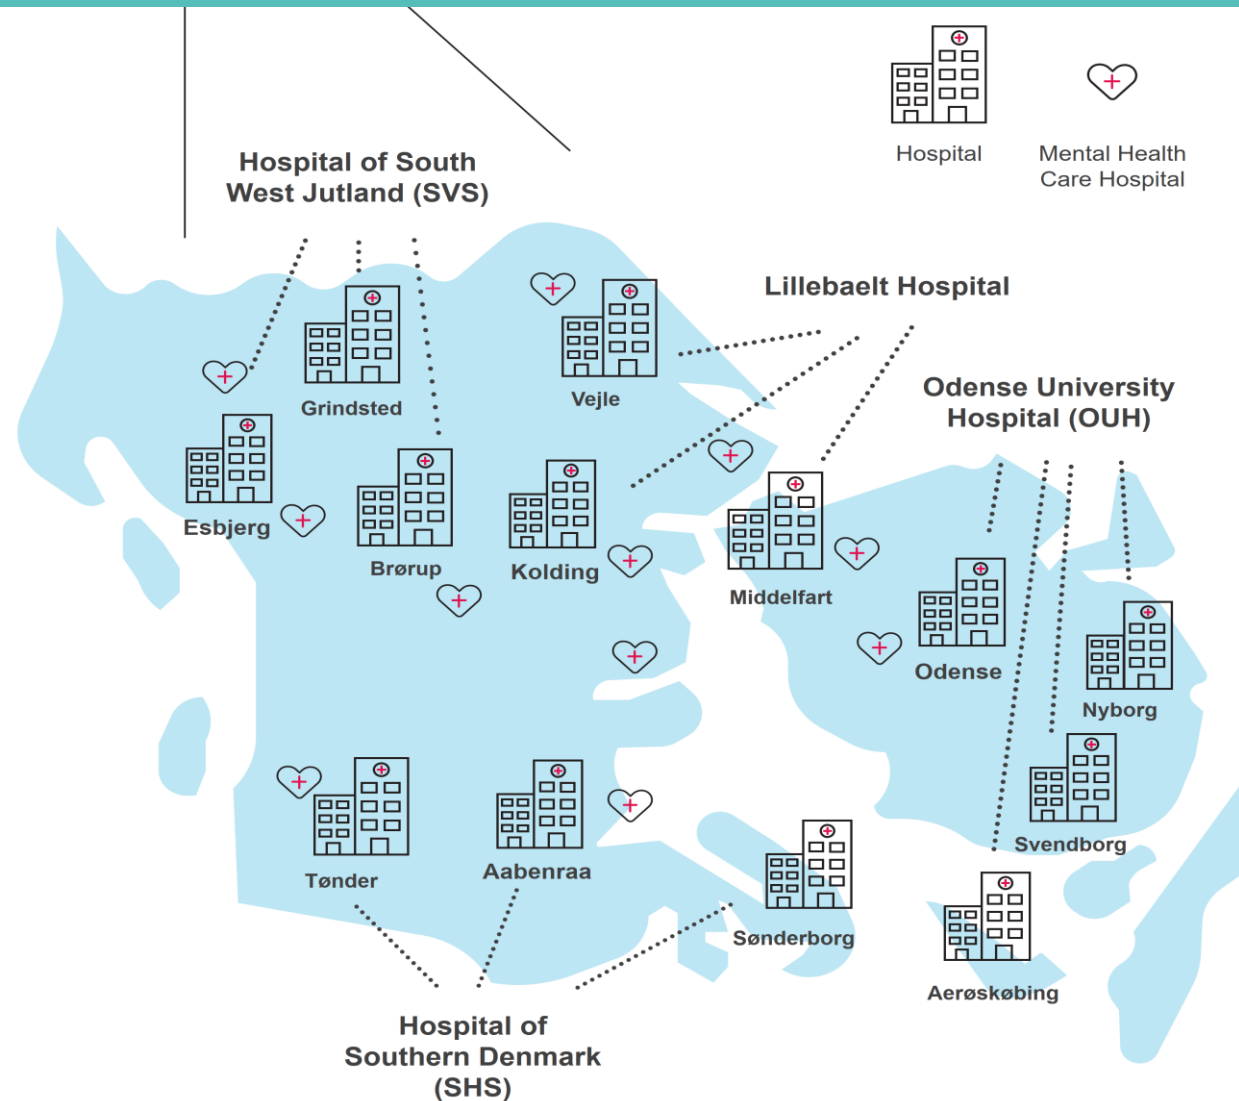 Hospital
Mental Health
Care Hospital
Hospital of South
West Jutland (SVS)
Lillebaelt Hospital
Odense University
Hospital (OUH)
Grindsted
Vejle
Esbjerg
Brørup
Kolding
Middelfart
Odense
Nyborg
Svendborg
Tønder
Aabenraa
Sønderborg
Aerøskøbing
Hospital of
Southern Denmark
(SHS)